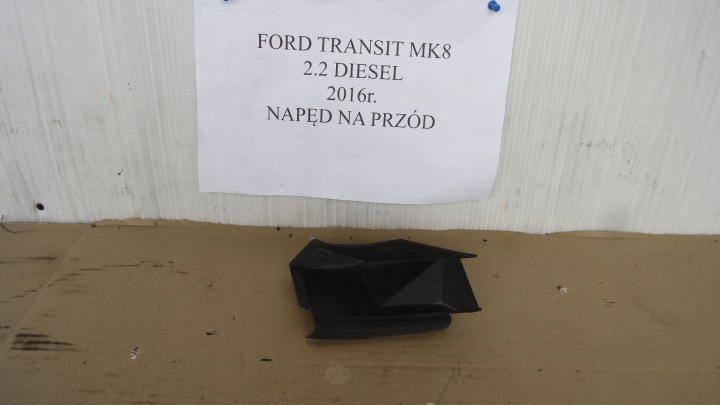 FORD TRANSIT MK8
2.2 DIESEL
2016r.
NAPĘD NA PRZÓD